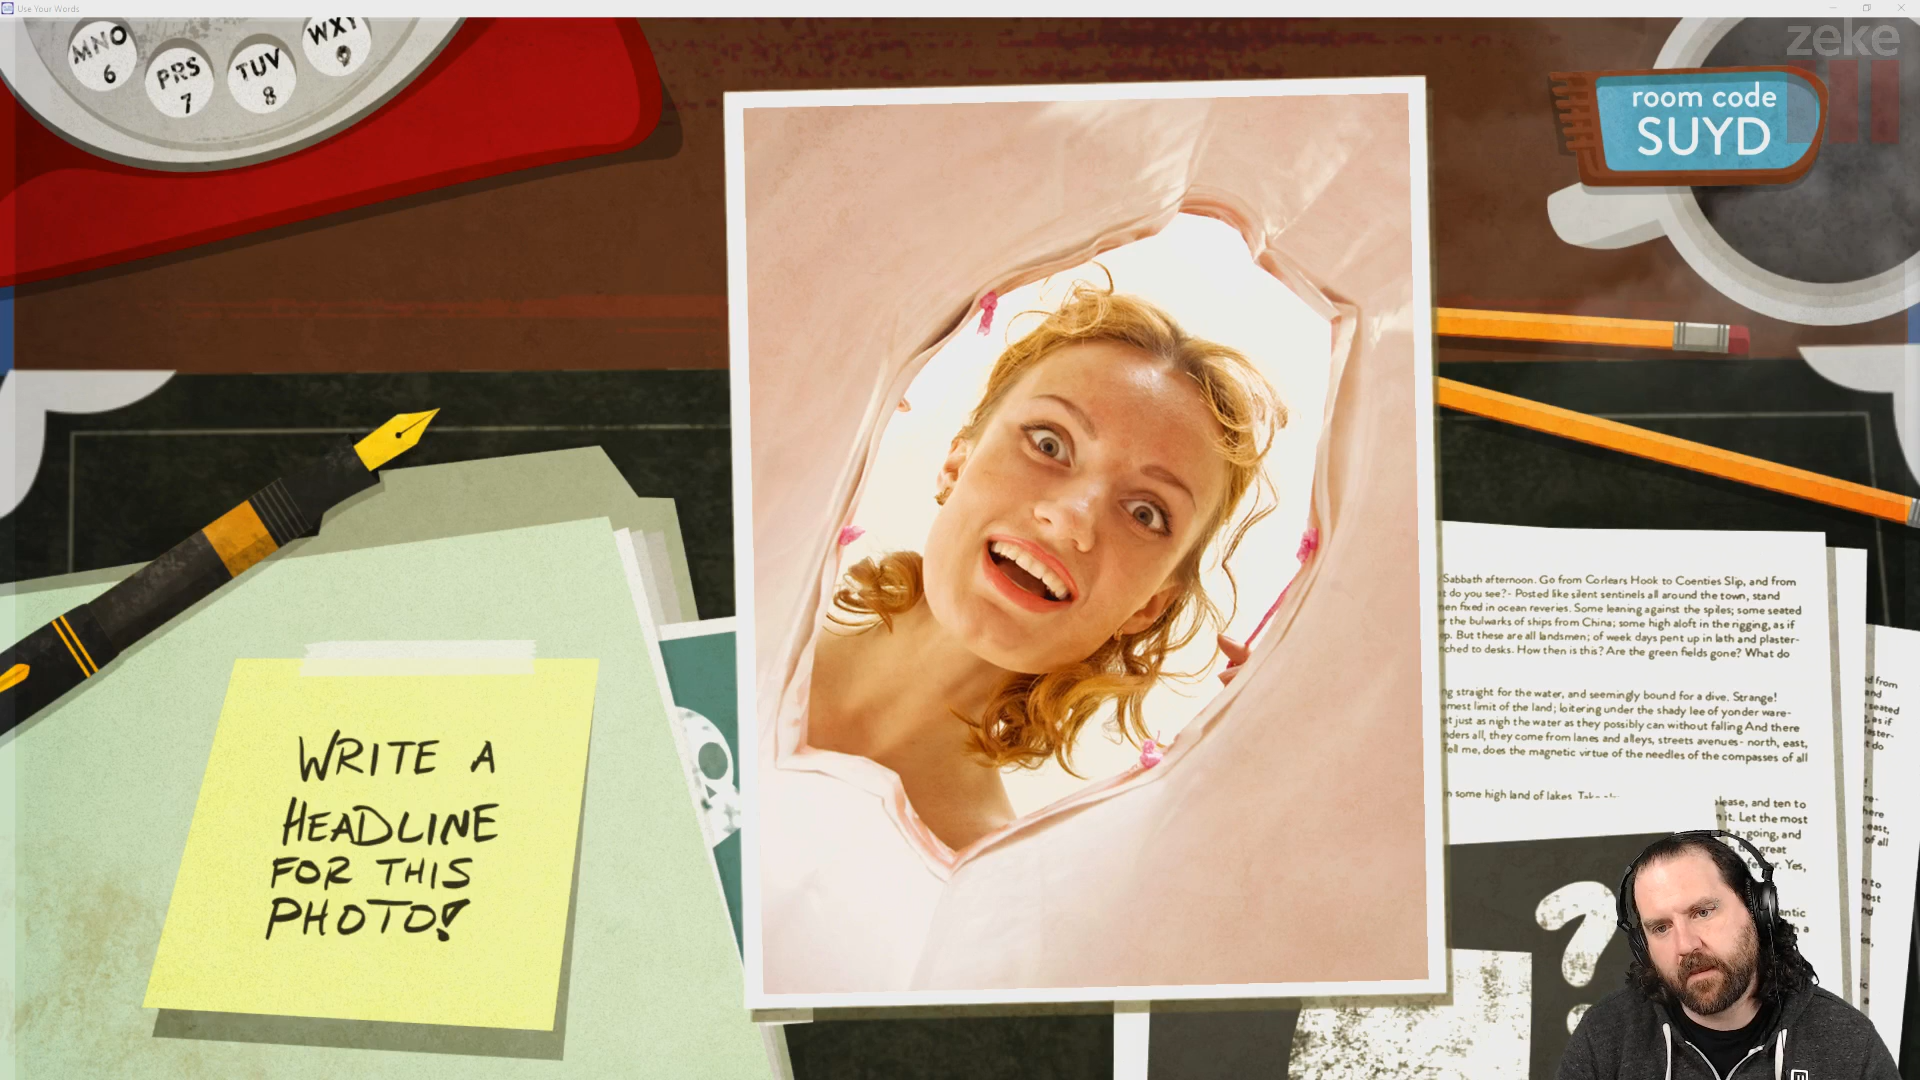 Use Your Words
MNO
6
PRS
7
TUV
8
WXY
9
zeke
room code
SUYD
WRITE A
HEADLINE
FOR THIS
PHOTO!
Sabbath afternoon. Go from Corlears Hook to Coenties Slip, and from
do you see?- Posted like silent sentinels all around the town, stand
fixed in ocean reveries. Some leaning against the spiles; some seated
the bulwarks of ships from China; some high aloft in the rigging, as if
But these are all landsmen; of week days pent up in lath and plaster-
to desks. How then is this? Are the green fields gone? What do
straight for the water, and seemingly bound for a dive. Strange!
limit of the land; loitering under the shady lee of yonder ware-
just as nigh the water as they possibly can without falling And there
all, they come from lanes and alleys, streets avenues- north, east,
Tell me, does the magnetic virtue of the needles of the compasses of all
in some high land of lakes.
and ten to
it. Let the most
a-going, and
great
Yes,